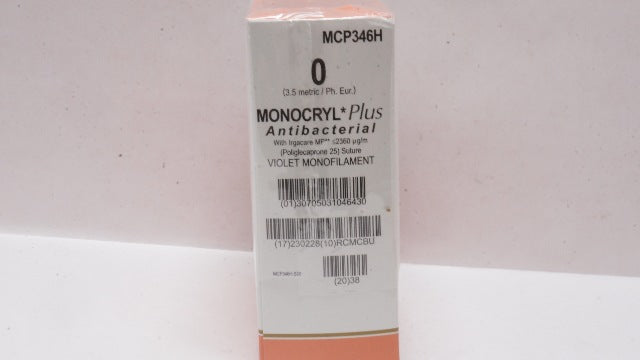 MCP346H
0
(3.5 metric / Ph. Eur.)
MONOCRYL* Plus
Antibacterial
With Irgacare MP** ≤2360 µg/m
(Poliglecaprone 25) Suture
VIOLET MONOFILAMENT
(01)30705031046430
(17)230228(10)RCMCBU
(20)38